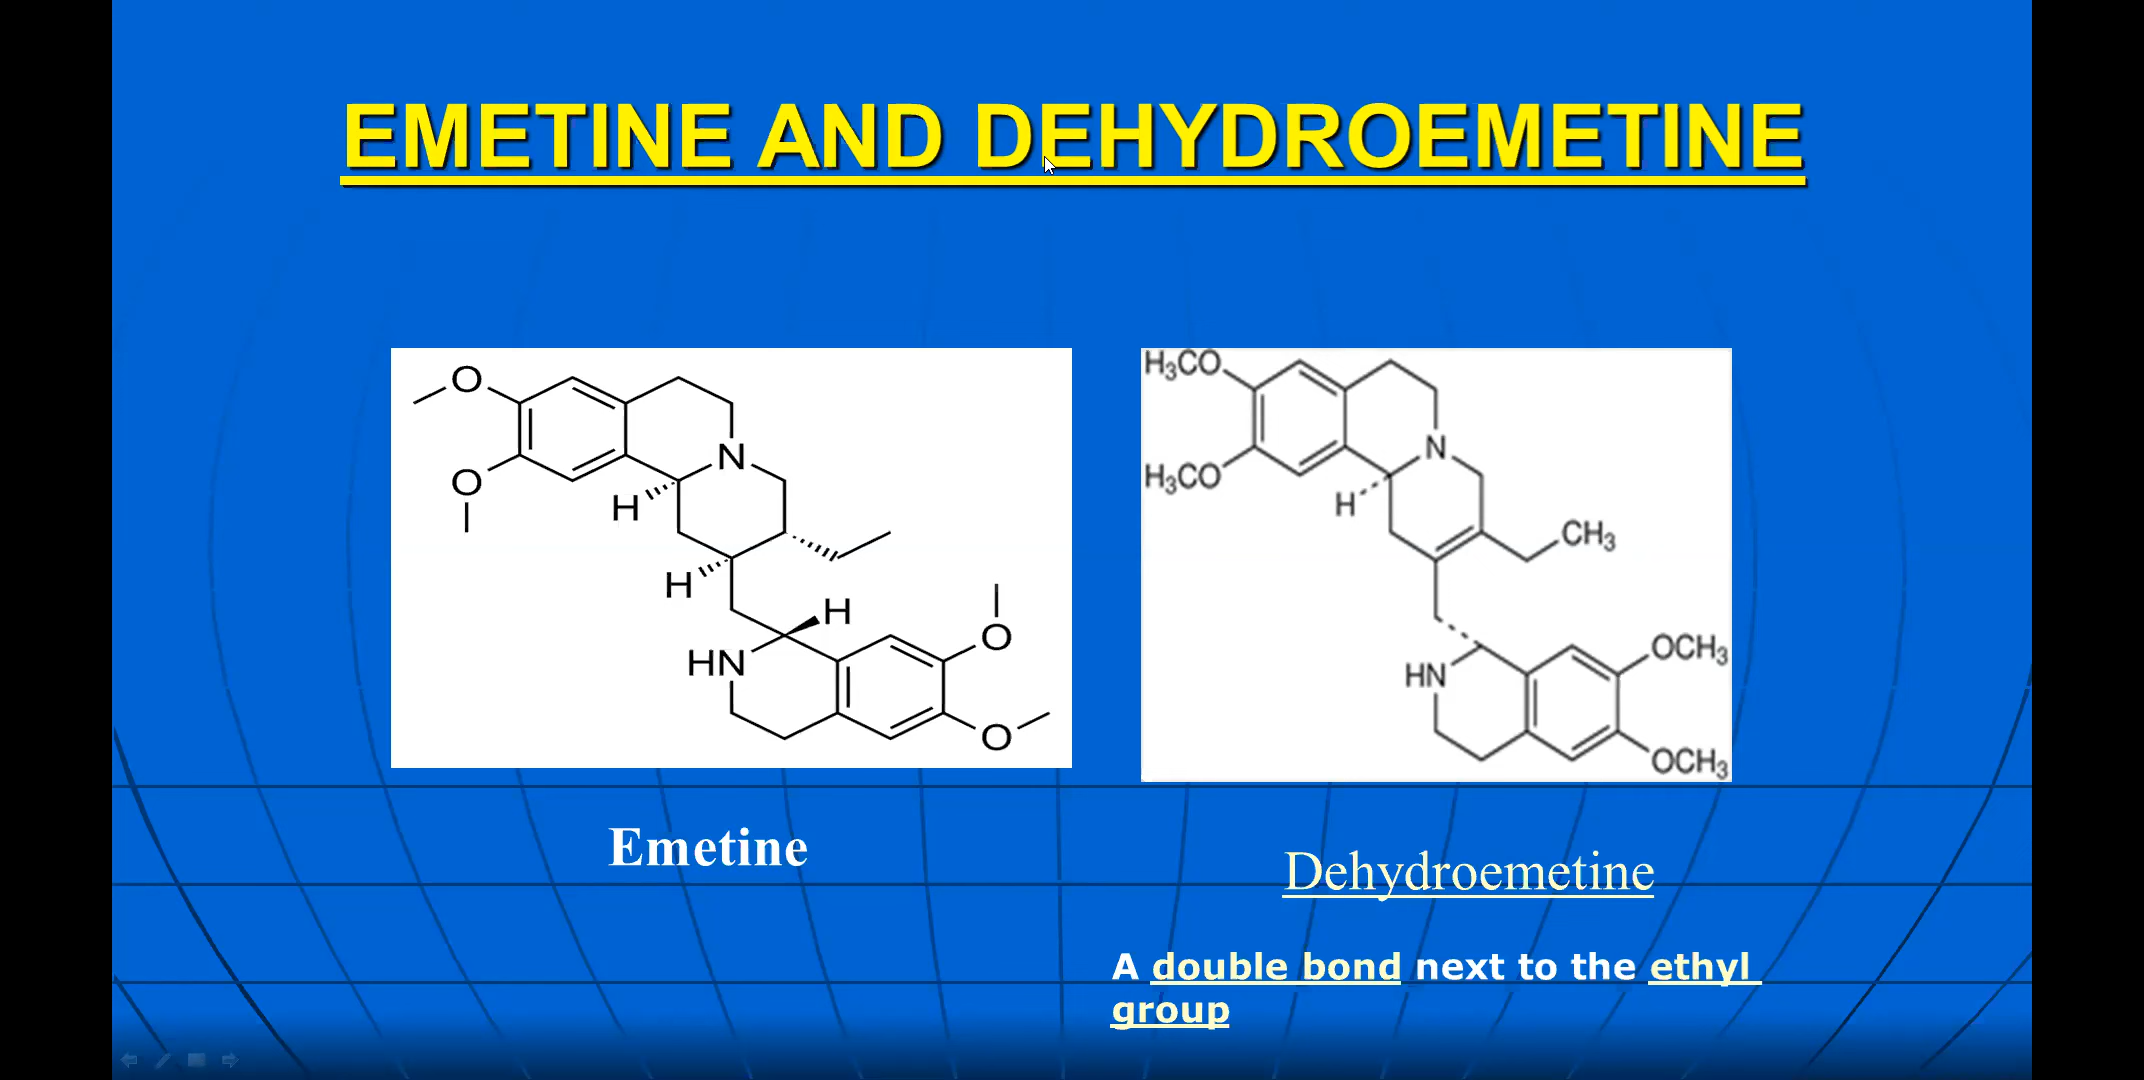 EMETINE AND DEHYDROEMETINE
O
O
N
H
H
H
HN
O
O
H₃CO
H₃CO
N
H
CH₃
HN
OCH₃
OCH₃
Emetine
Dehydroemetine
A double bond next to the ethyl
group